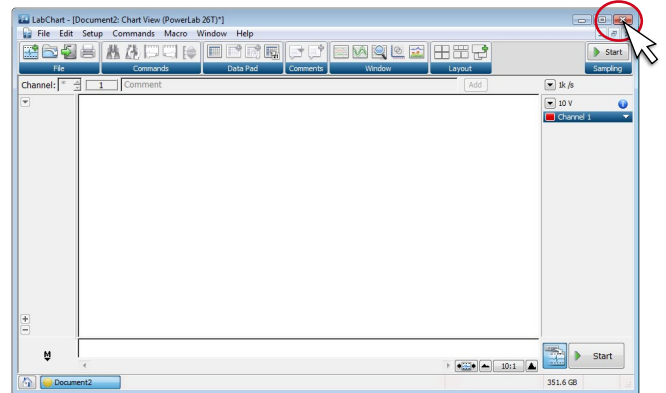 LabChart - [Document2: Chart View (PowerLab 26T)*]
File Edit Setup Commands Macro Window Help
Start
File Commands Data Pad Comments Window Layout Sampling
Channel: * 1 Comment Add 1k /s
10 V
Channel 1
M
10:1 Start
Document2 351.6 GB